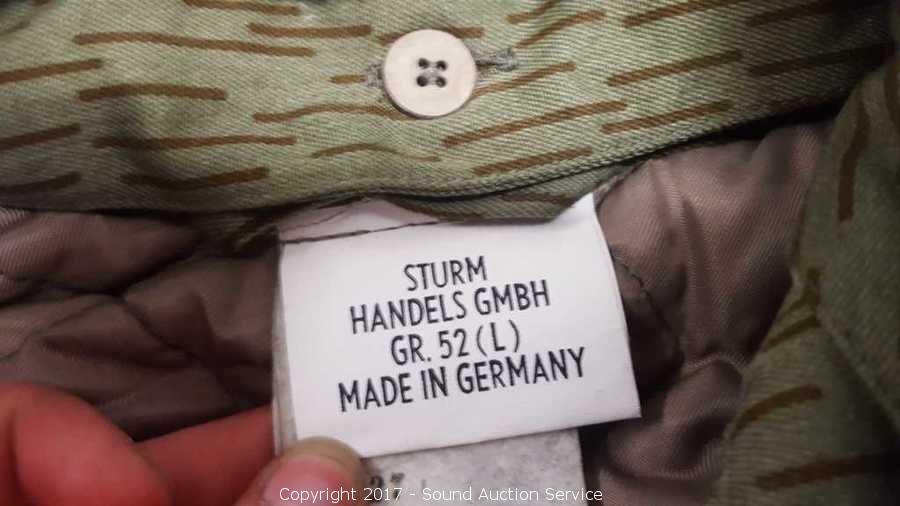 STURM
HANDELS GMBH
GR. 52 (L)
MADE IN GERMANY
Copyright 2017 - Sound Auction Service